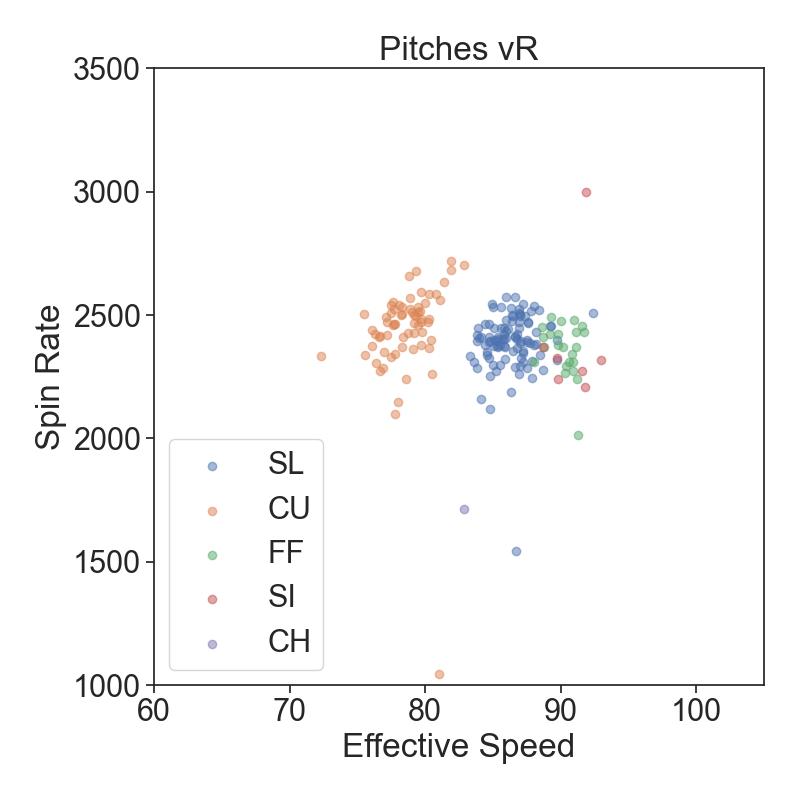 Pitches vR
3500
3000
2500
2000
1500
1000
Spin Rate
SL
CU
FF
SI
CH
60 70 80 90 100
Effective Speed